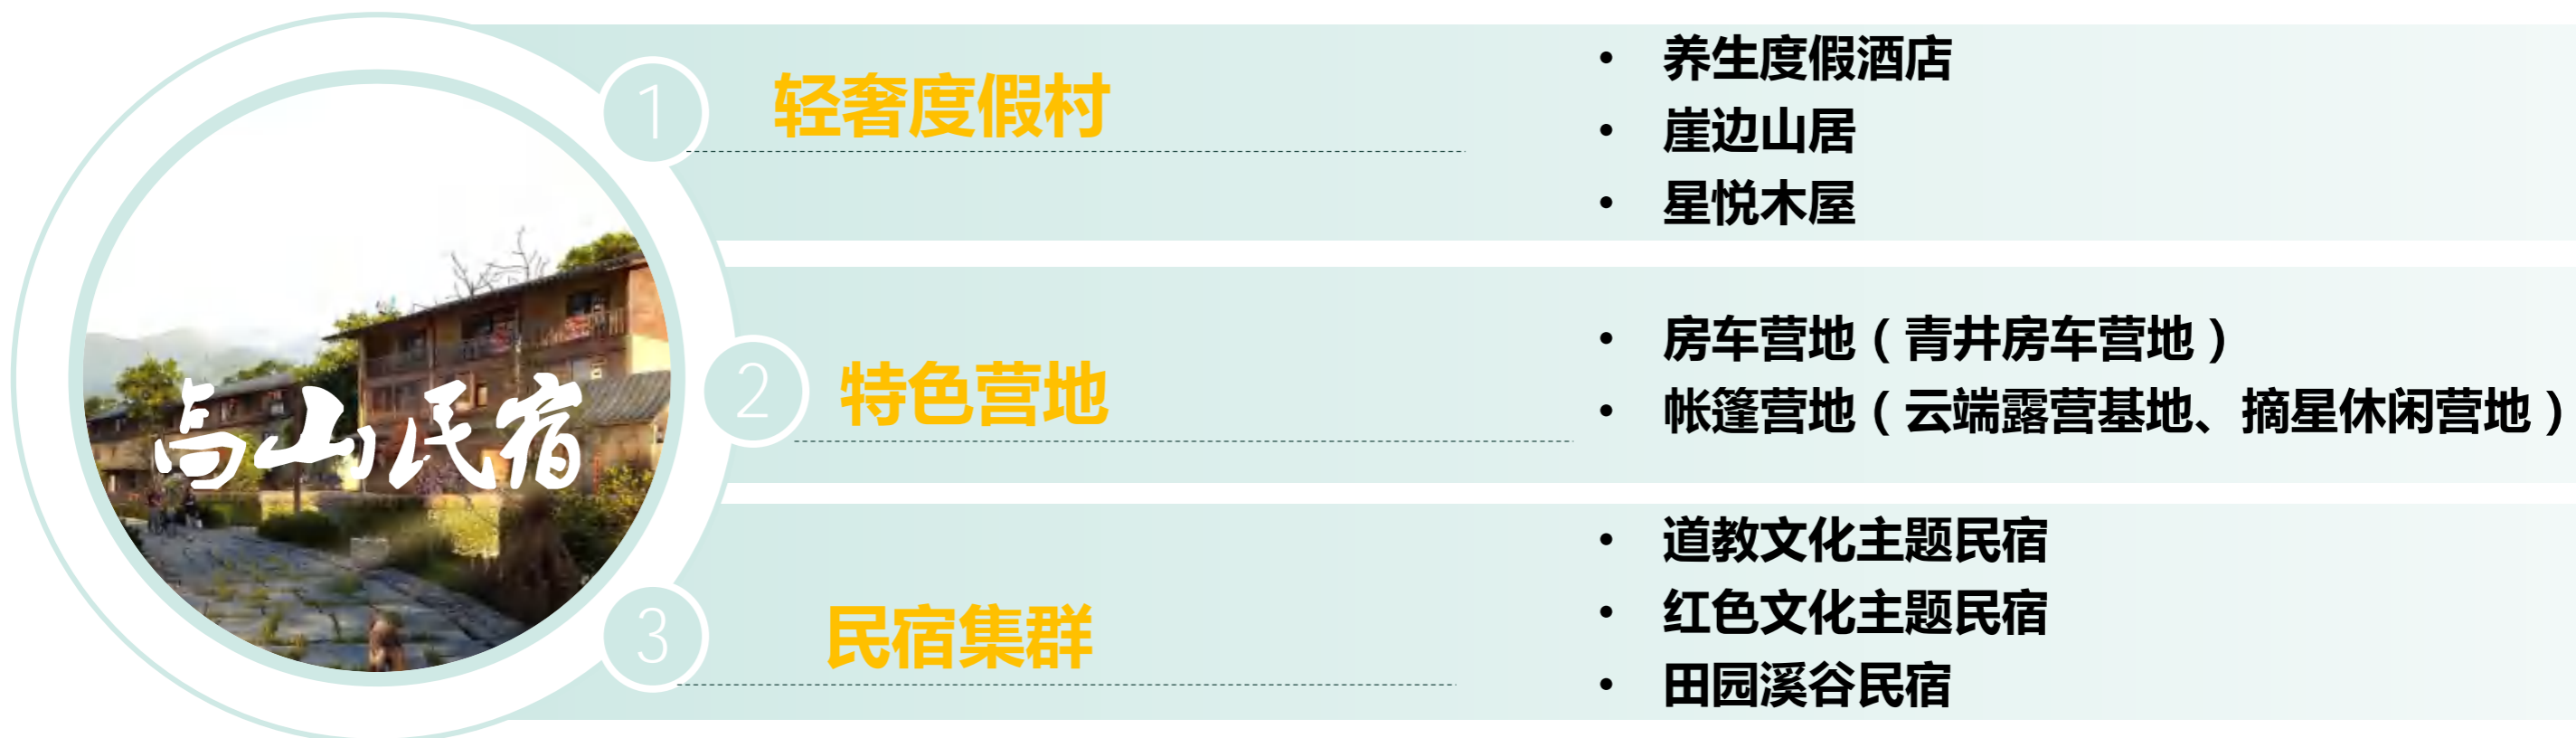 高山民宿
1
轻奢度假村
• 养生度假酒店
• 崖边山居
• 星悦木屋
2
特色营地
• 房车营地（青井房车营地）
• 帐篷营地（云端露营基地、摘星休闲营地）
3
民宿集群
• 道教文化主题民宿
• 红色文化主题民宿
• 田园溪谷民宿